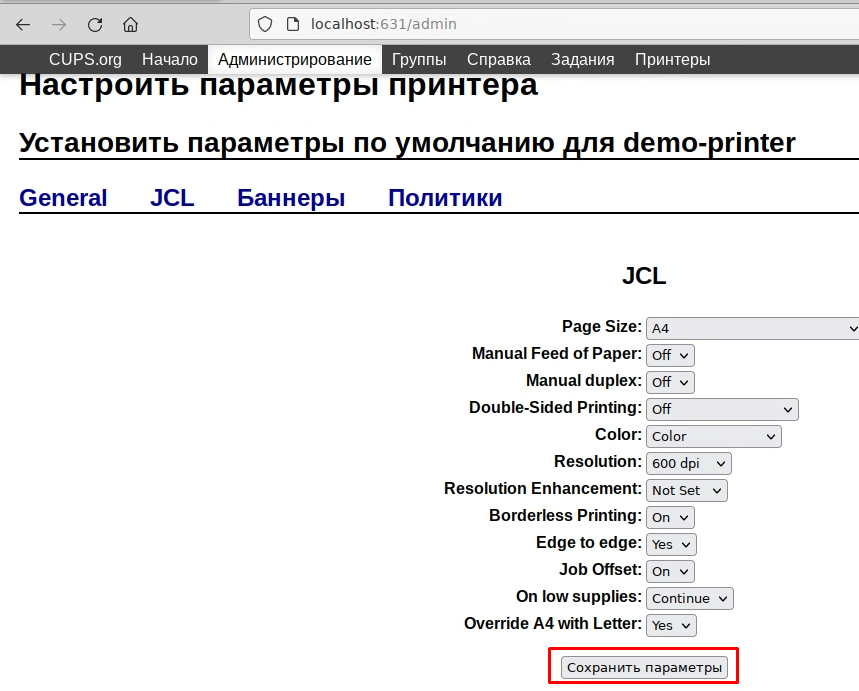 localhost:631/admin
CUPS.org Начало Администрирование Группы Справка Задания Принтеры
Настроить параметры принтера
Установить параметры по умолчанию для demo-printer
General JCL Баннеры Политики
JCL
Page Size: A4
Manual Feed of Paper: Off
Manual duplex: Off
Double-Sided Printing: Off
Color: Color
Resolution: 600 dpi
Resolution Enhancement: Not Set
Borderless Printing: On
Edge to edge: Yes
Job Offset: On
On low supplies: Continue
Override A4 with Letter: Yes
Сохранить параметры